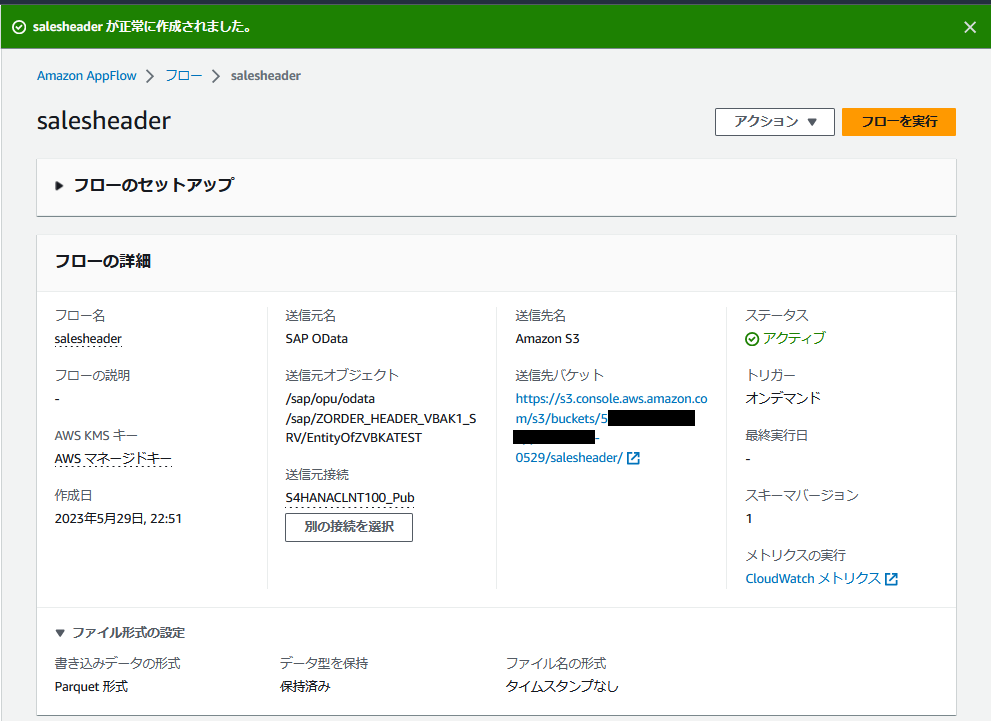 salesheader が正常に作成されました。
Amazon AppFlow > フロー > salesheader
salesheader
アクション ▼
フローを実行
▶ フローのセットアップ
フローの詳細
フロー名
salesheader
フローの説明
-
AWS KMS キー
AWS マネージドキー
作成日
2023年5月29日, 22:51
送信元名
SAP OData
送信元オブジェクト
/sap/opu/odata
/sap/ZORDER_HEADER_VBAK1_S
RV/EntityOfZVBKATEST
送信元接続
S4HANACLNT100_Pub
別の接続を選択
送信先名
Amazon S3
送信先バケット
https://s3.console.aws.amazon.co
m/s3/buckets/5
-
0529/salesheader/
ステータス
アクティブ
トリガー
オンデマンド
最終実行日
-
スキーマバージョン
1
メトリクスの実行
CloudWatch メトリクス
▼ ファイル形式の設定
書き込みデータの形式
Parquet 形式
データ型を保持
保持済み
ファイル名の形式
タイムスタンプなし